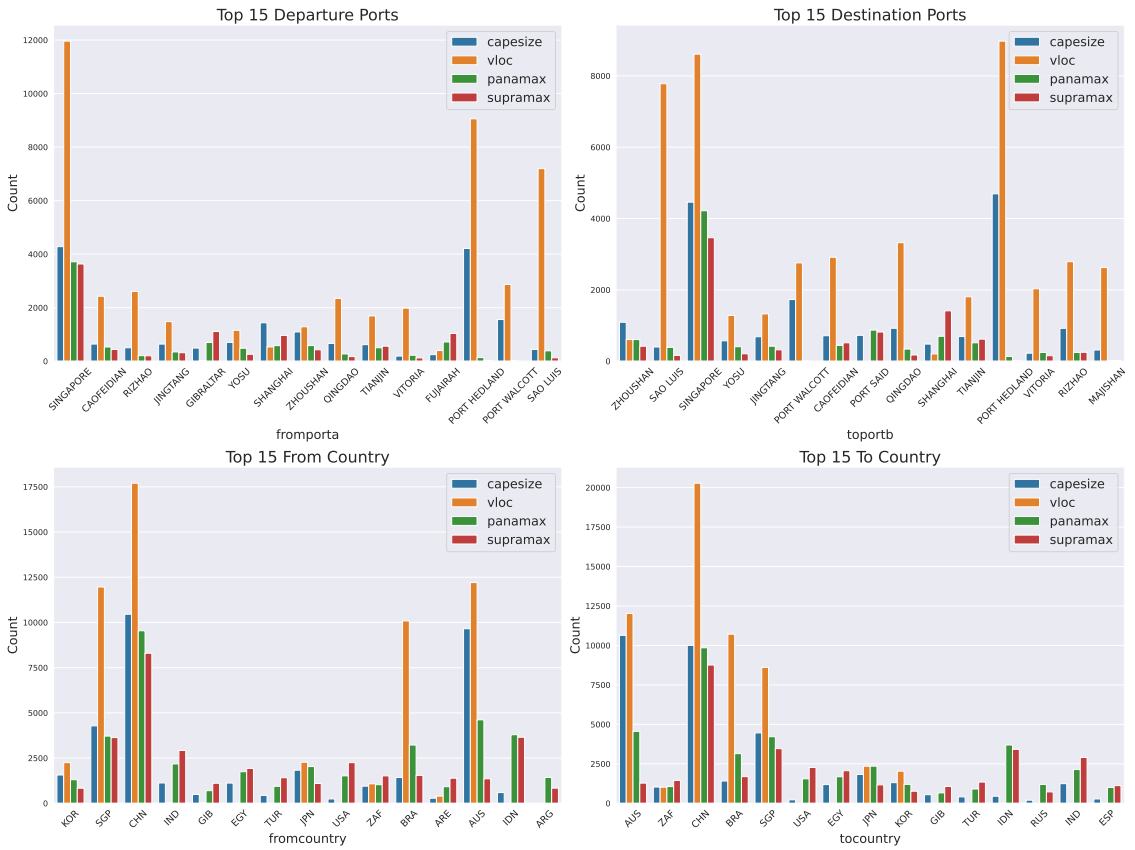 Top 15 Departure Ports
12000
10000
8000
6000
4000
2000
0
Count
capesize
vloc
panamax
supramax
SINGAPORE
CAOFEIDIAN
RIZHAO
JINGTANG
GIBRALTAR
YOSU
SHANGHAI
ZHOUSHAN
QINGDAO
TIANJIN
VITORIA
FUJAIRAH
PORT HEDLAND
PORT WALCOTT
SAO LUIS
fromporta
Top 15 Destination Ports
8000
6000
4000
2000
0
Count
capesize
vloc
panamax
supramax
ZHOUSHAN
SAO LUIS
SINGAPORE
YOSU
JINGTANG
PORT WALCOTT
CAOFEIDIAN
PORT SAID
QINGDAO
SHANGHAI
TIANJIN
PORT HEDLAND
VITORIA
RIZHAO
MAJISHAN
toportb
Top 15 From Country
17500
15000
12500
10000
7500
5000
2500
0
Count
capesize
vloc
panamax
supramax
KOR
SGP
CHN
IND
GIB
EGY
TUR
JPN
USA
ZAF
BRA
ARE
AUS
IDN
ARG
fromcountry
Top 15 To Country
20000
17500
15000
12500
10000
7500
5000
2500
0
Count
capesize
vloc
panamax
supramax
AUS
ZAF
CHN
BRA
SGP
USA
EGY
JPN
KOR
GIB
TUR
IDN
RUS
IND
ESP
tocountry